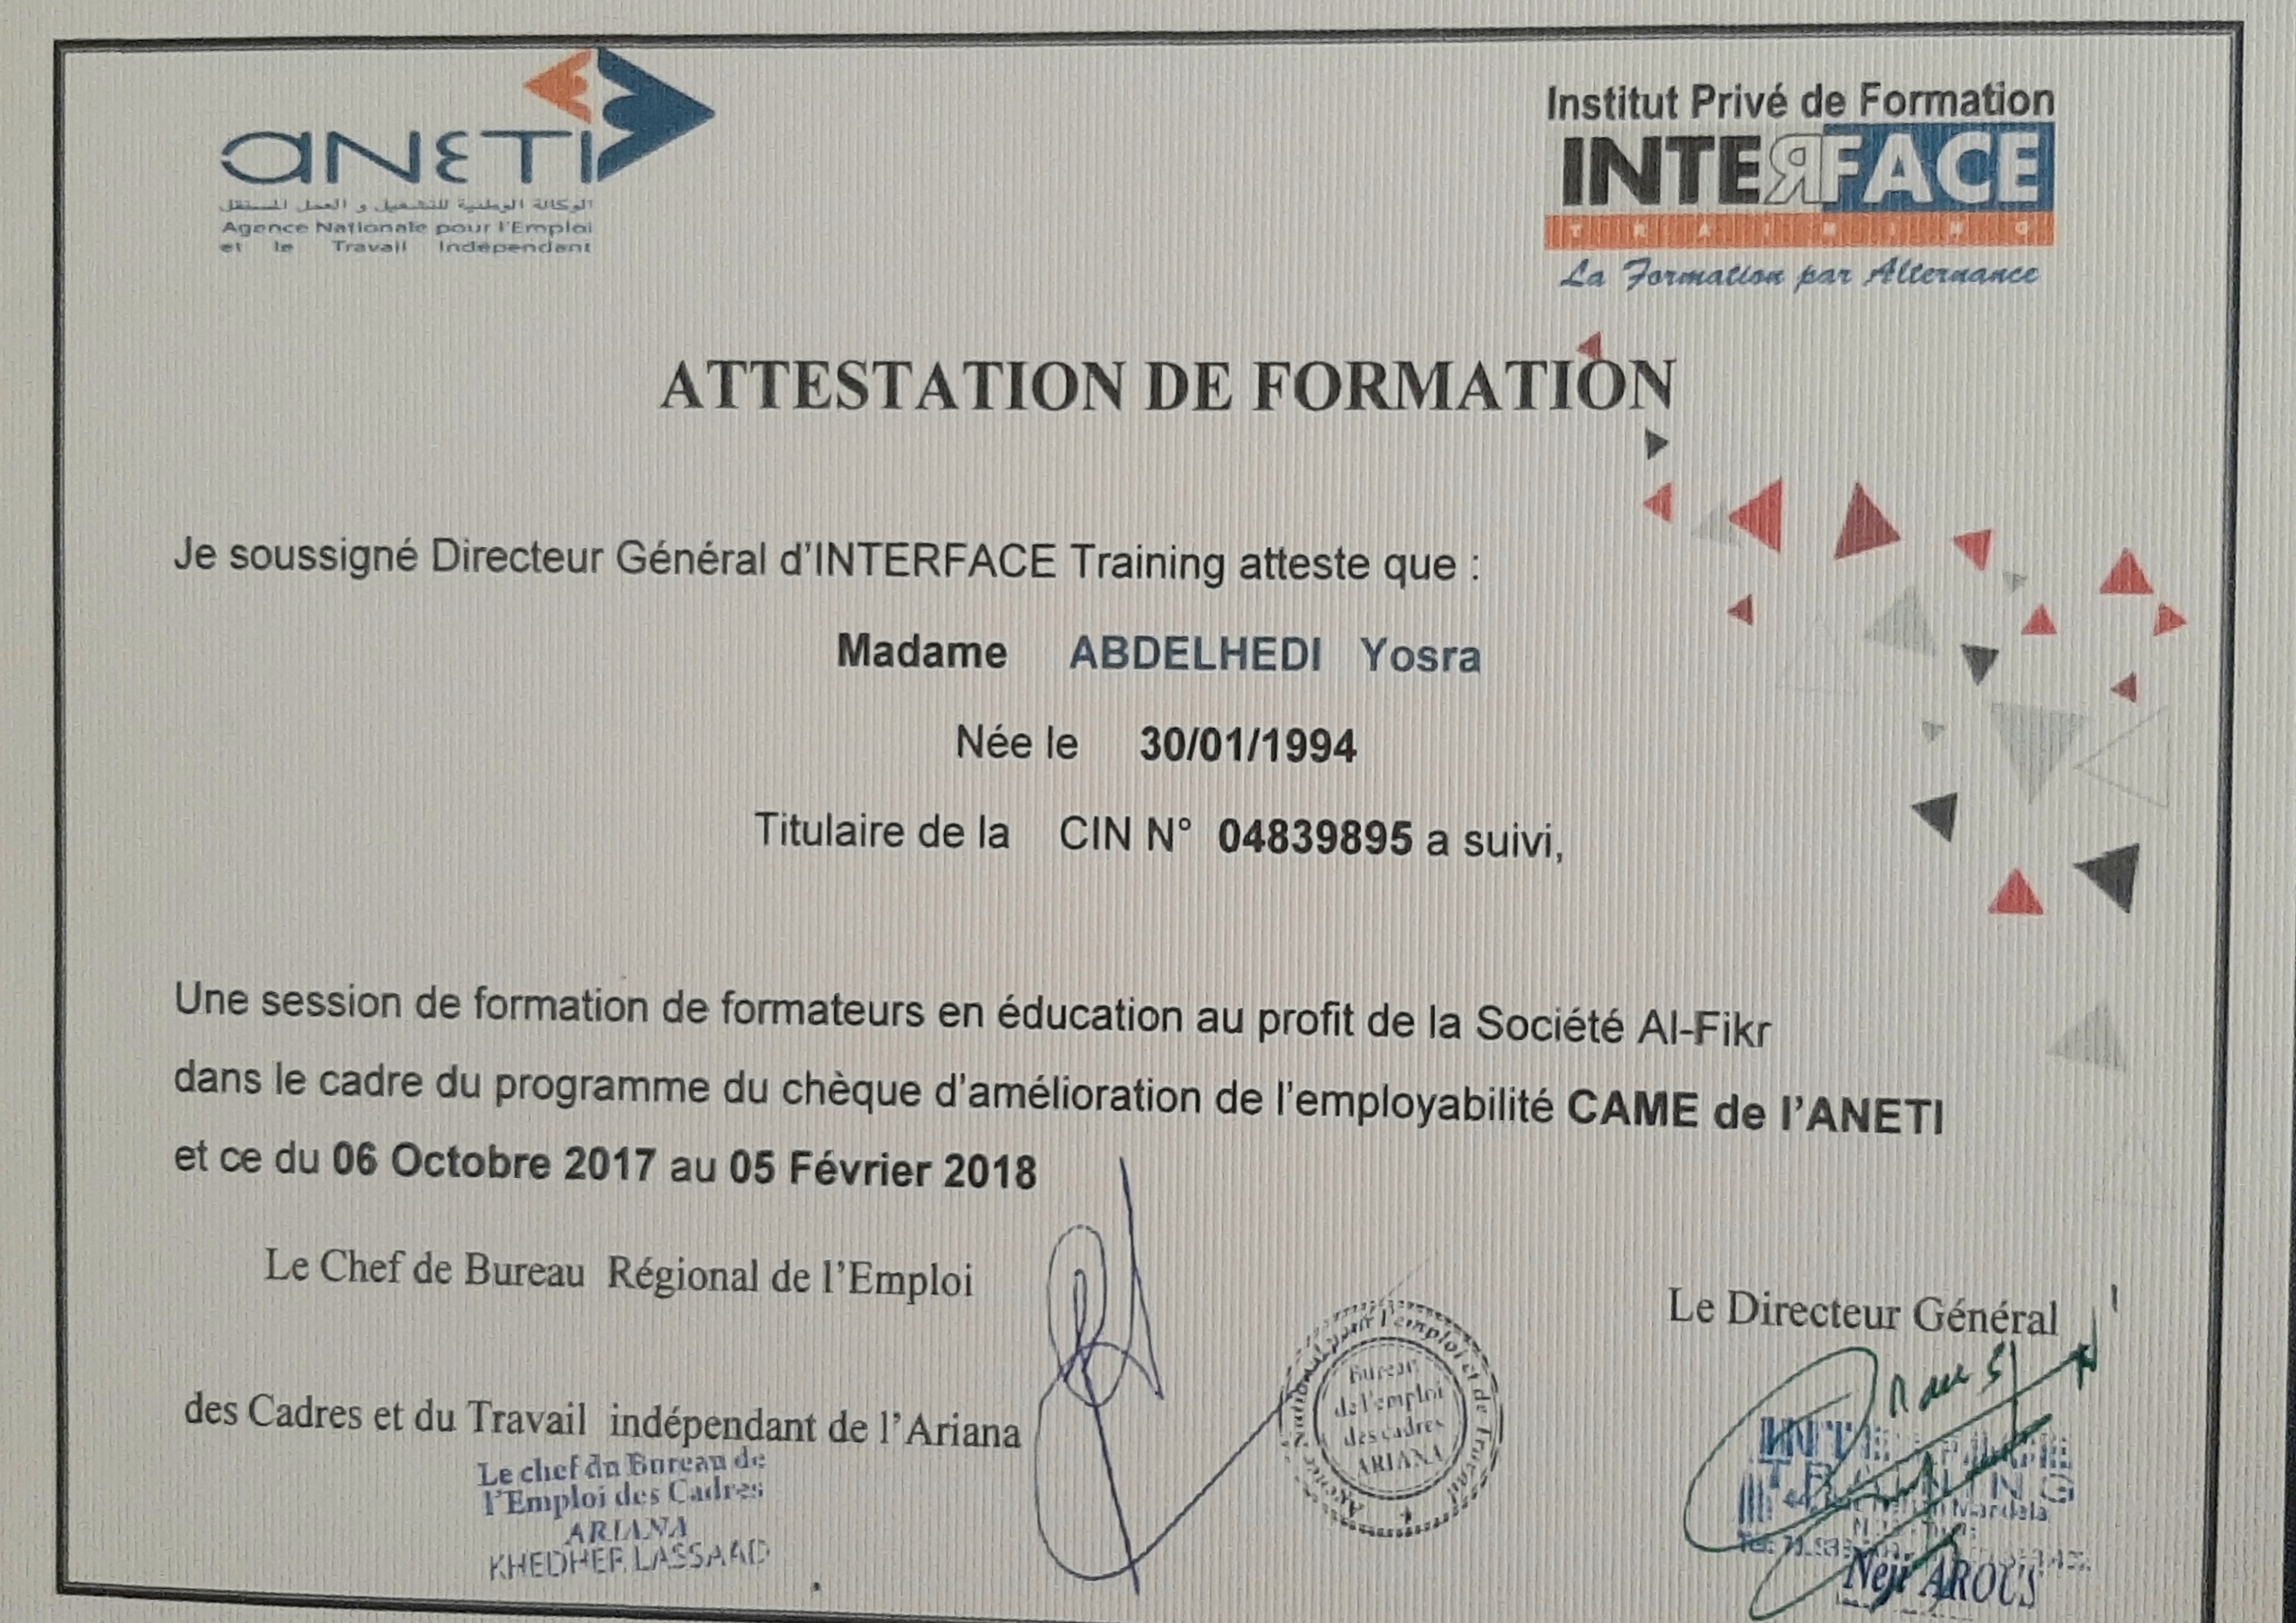 aNETI
الوكالة الوطنية للتشغيل و العمل المستقل
Agence Nationale pour l'Emploi
et le Travail Indépendant
Institut Privé de Formation
INTERFACE
TRAINING
La Formation par Alternance
ATTESTATION DE FORMATION
Je soussigné Directeur Général d'INTERFACE Training atteste que :
Madame ABDELHEDI Yosra
Née le 30/01/1994
Titulaire de la CIN N° 04839895 a suivi,
Une session de formation de formateurs en éducation au profit de la Société Al-Fikr
dans le cadre du programme du chèque d'amélioration de l'employabilité CAME de l'ANETI
et ce du 06 Octobre 2017 au 05 Février 2018
Le Chef de Bureau Régional de l'Emploi
des Cadres et du Travail indépendant de l'Ariana
Le chef du Bureau de
l'Emploi des Cadres
ARIANA
KHEDHER LASSAAD
Agence Nationale pour l'emploi et de Travail
Bureau
de l'emploi
des cadres
ARIANA
Le Directeur Général
INTERFACE
TRAINING
Neji AROUS